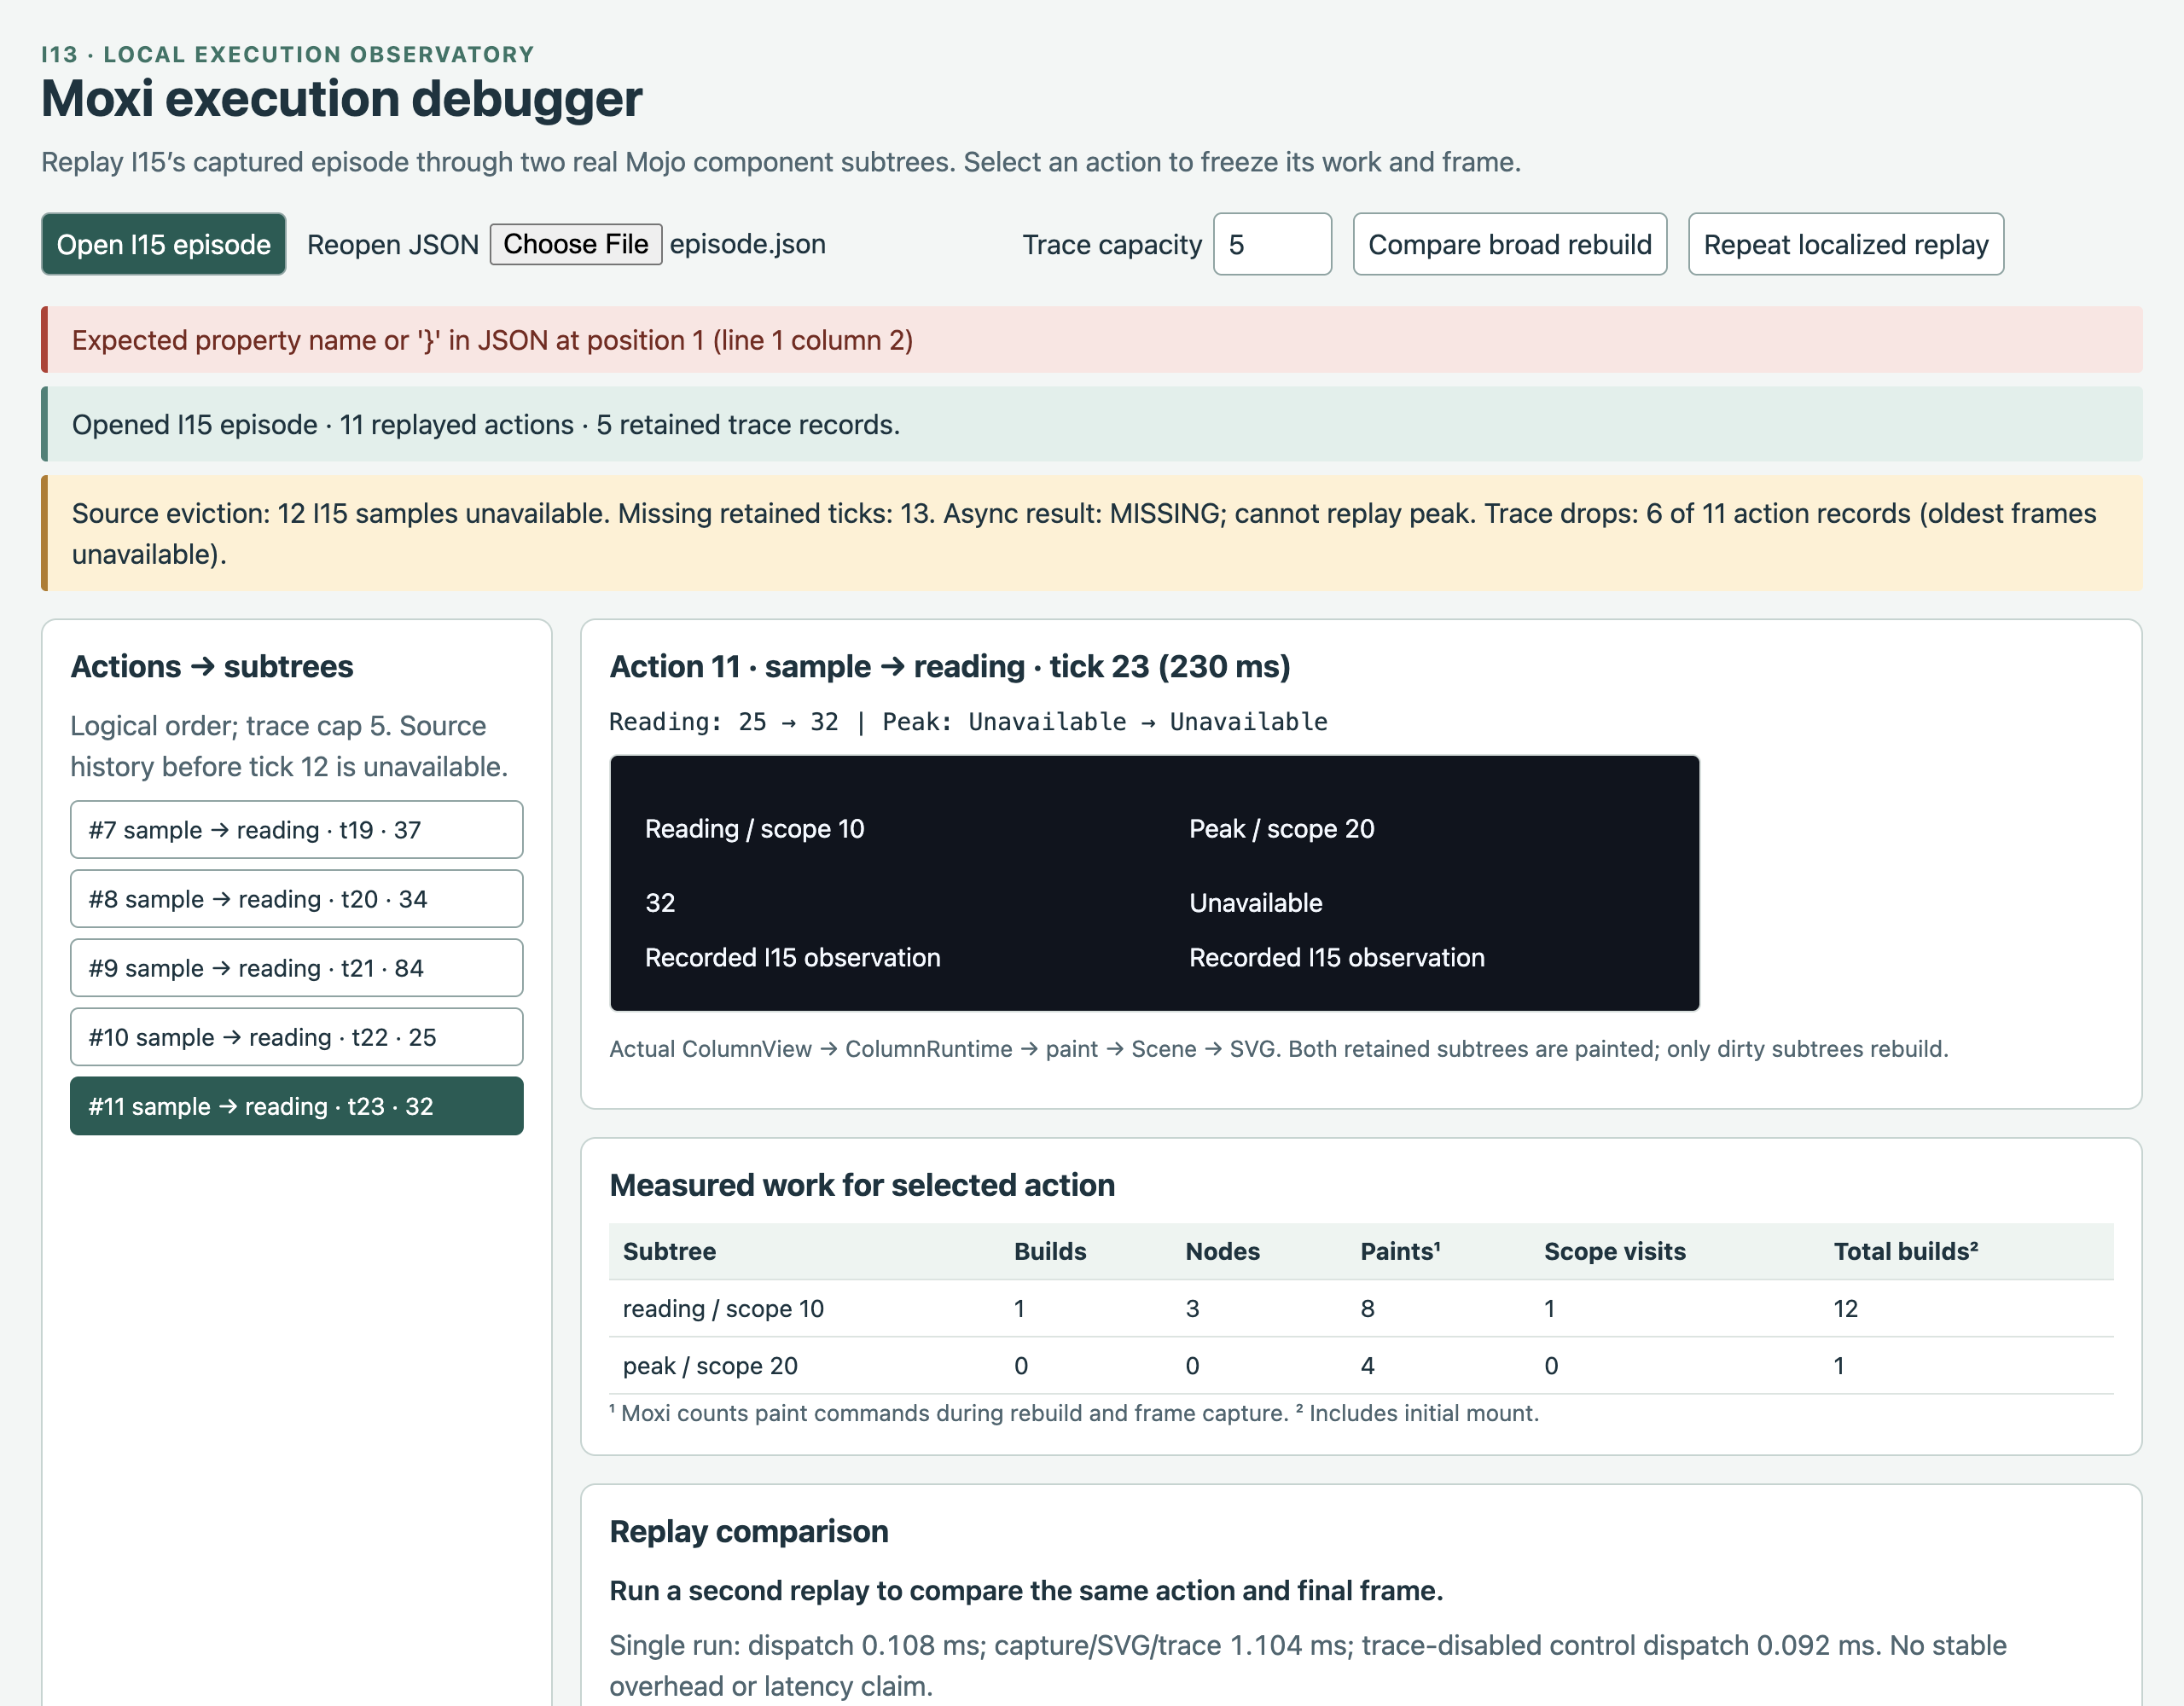 I13 · LOCAL EXECUTION OBSERVATORY
Moxi execution debugger
Replay I15’s captured episode through two real Mojo component subtrees. Select an action to freeze its work and frame.
Open I15 episode Reopen JSON Choose File episode.json Trace capacity 5 Compare broad rebuild Repeat localized replay
Expected property name or '}' in JSON at position 1 (line 1 column 2)
Opened I15 episode · 11 replayed actions · 5 retained trace records.
Source eviction: 12 I15 samples unavailable. Missing retained ticks: 13. Async result: MISSING; cannot replay peak. Trace drops: 6 of 11 action records (oldest frames
unavailable).
Actions → subtrees
Logical order; trace cap 5. Source
history before tick 12 is unavailable.
#7 sample → reading · t19 · 37
#8 sample → reading · t20 · 34
#9 sample → reading · t21 · 84
#10 sample → reading · t22 · 25
#11 sample → reading · t23 · 32
Action 11 · sample → reading · tick 23 (230 ms)
Reading: 25 → 32 | Peak: Unavailable → Unavailable
Reading / scope 10 Peak / scope 20
32 Unavailable
Recorded I15 observation Recorded I15 observation
Actual ColumnView → ColumnRuntime → paint → Scene → SVG. Both retained subtrees are painted; only dirty subtrees rebuild.
Measured work for selected action
Subtree Builds Nodes Paints¹ Scope visits Total builds²
reading / scope 10 1 3 8 1 12
peak / scope 20 0 0 4 0 1
¹ Moxi counts paint commands during rebuild and frame capture. ² Includes initial mount.
Replay comparison
Run a second replay to compare the same action and final frame.
Single run: dispatch 0.108 ms; capture/SVG/trace 1.104 ms; trace-disabled control dispatch 0.092 ms. No stable
overhead or latency claim.